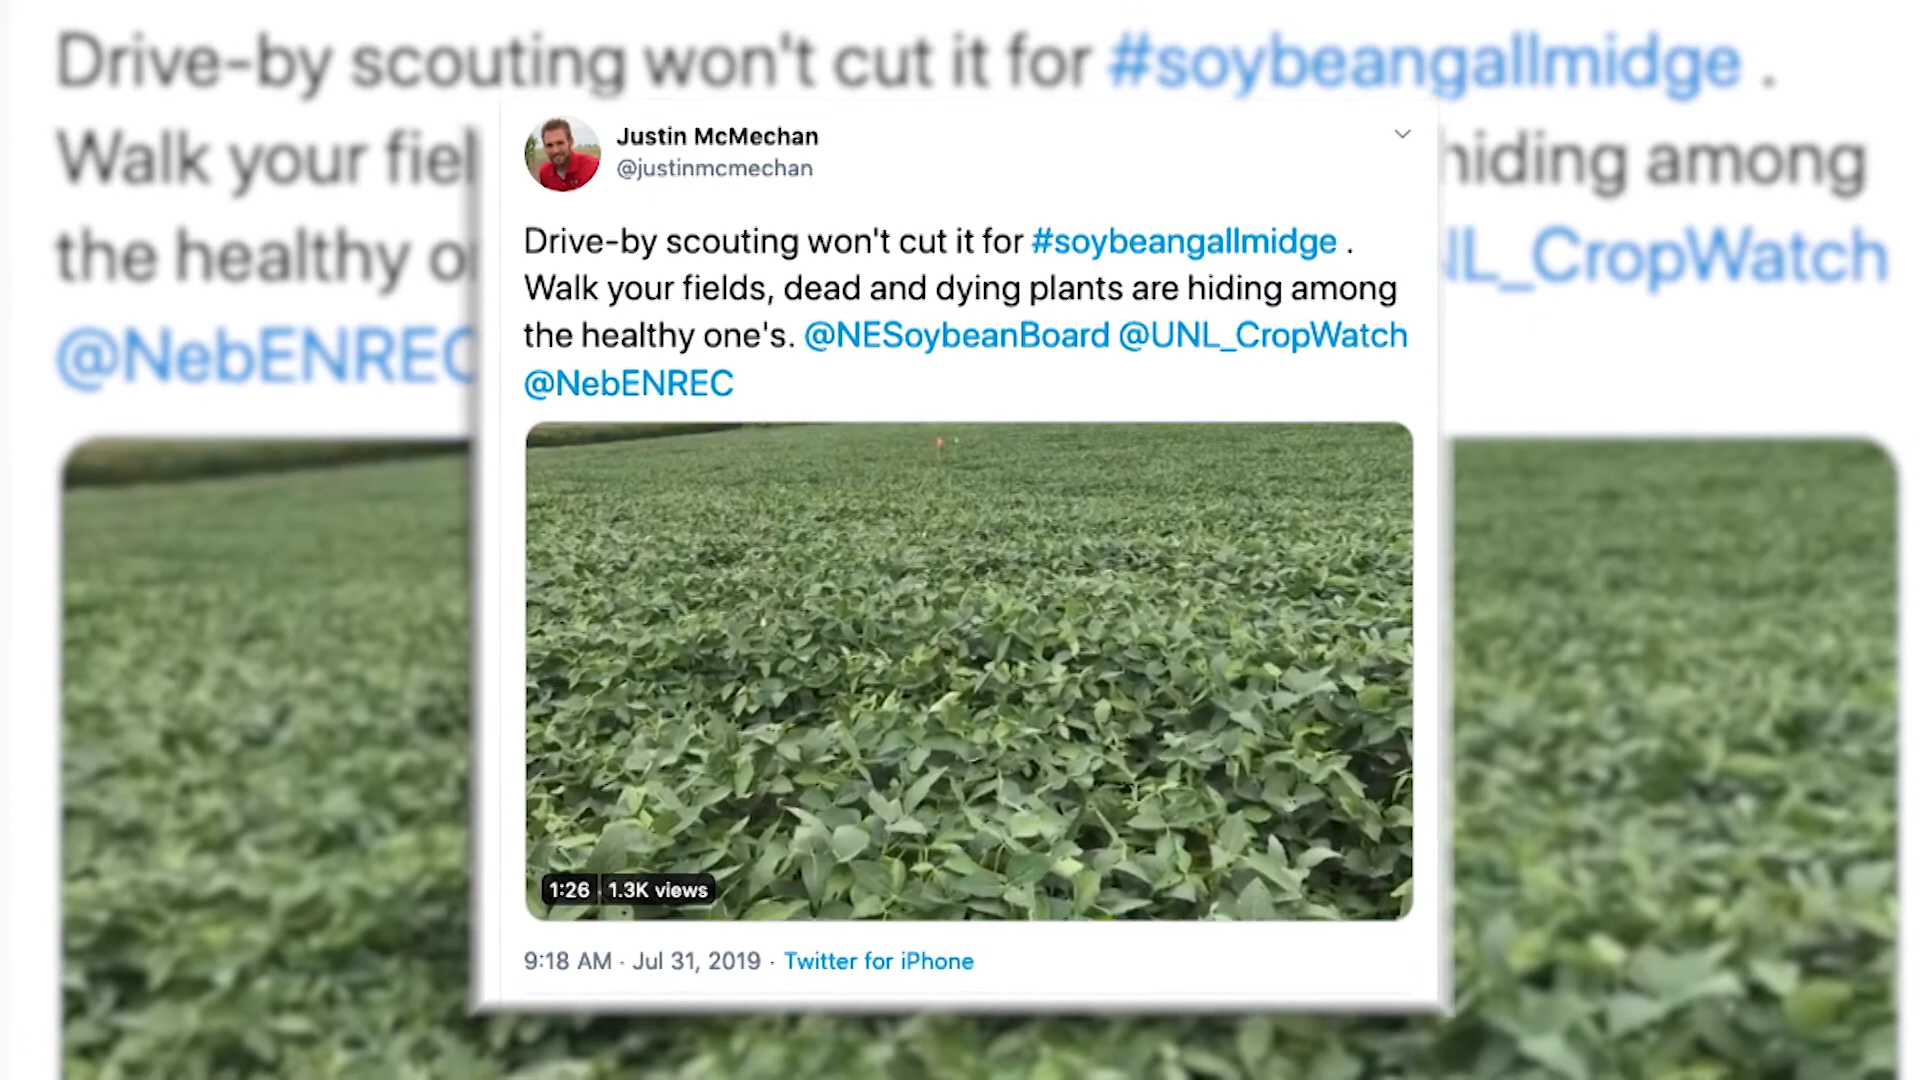 Drive-by scouting won't cut it for #soybeangallmidge .
Walk your fiel
hiding among
the healthy o
NL_CropWatch
@NebENREC
Justin McMechan
@justinmcmechan
Drive-by scouting won't cut it for #soybeangallmidge .
Walk your fields, dead and dying plants are hiding among
the healthy one's. @NESoybeanBoard @UNL_CropWatch
@NebENREC
1:26 1.3K views
9:18 AM · Jul 31, 2019 · Twitter for iPhone